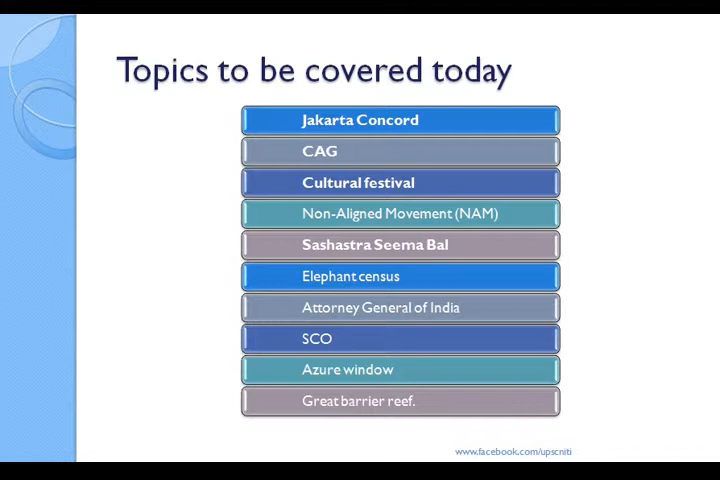 Topics to be covered today
Jakarta Concord
CAG
Cultural festival
Non-Aligned Movement (NAM)
Sashastra Seema Bal
Elephant census
Attorney General of India
SCO
Azure window
Great barrier reef.
www.facebook.com/upscniti